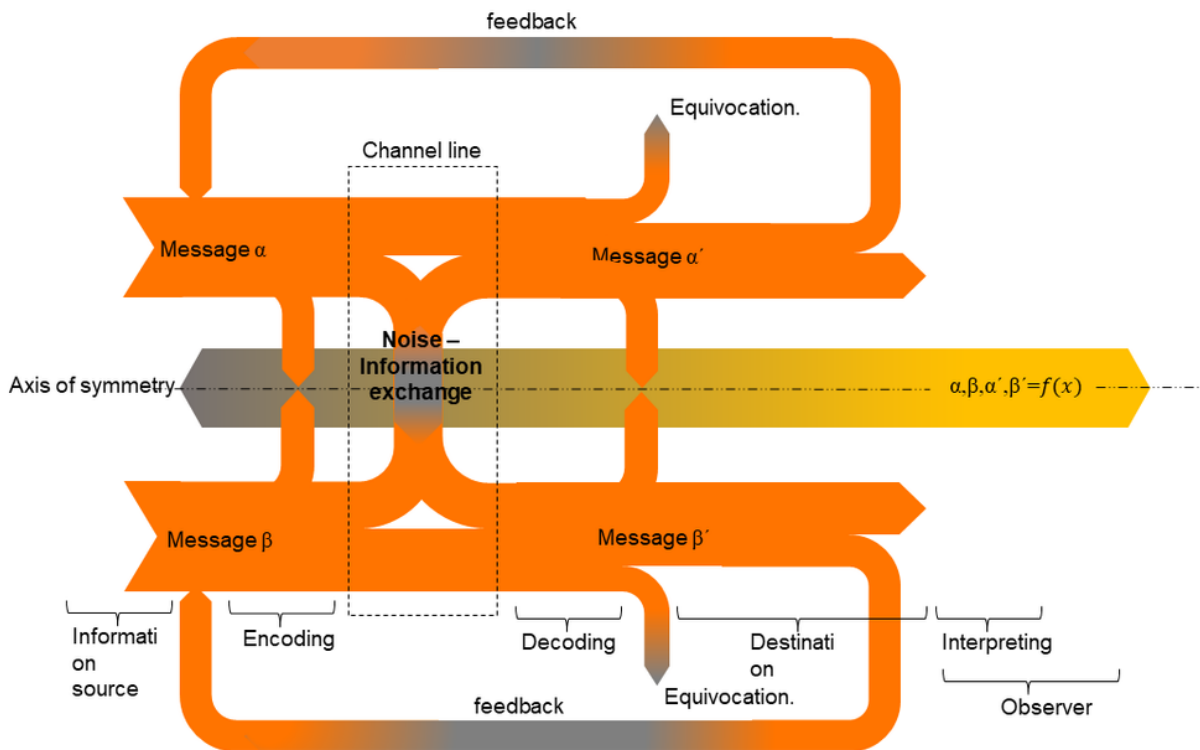 feedback
Equivocation.
Channel line
Message α
Message α´
Noise –
Information
exchange
Axis of symmetry
α,β,α´,β´=f(x)
Message β
Message β´
Informati
on
source
Encoding
Decoding
Destinati
on
Interpreting
Equivocation.
Observer
feedback